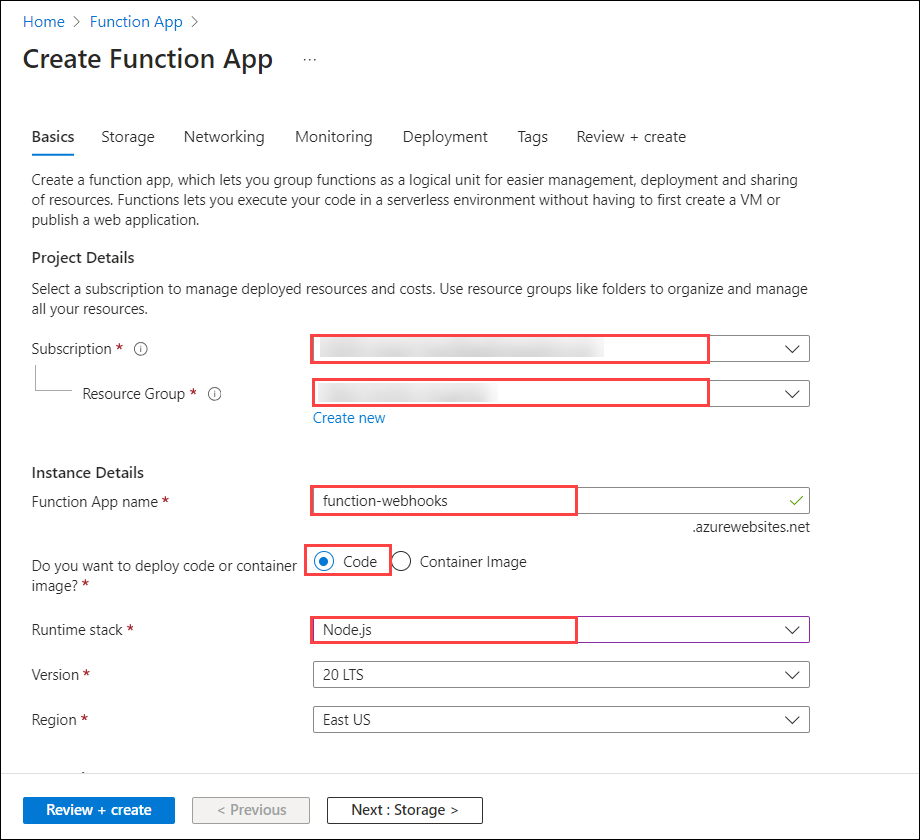 Home > Function App >
Create Function App ...
Basics Storage Networking Monitoring Deployment Tags Review + create
Create a function app, which lets you group functions as a logical unit for easier management, deployment and sharing
of resources. Functions lets you execute your code in a serverless environment without having to first create a VM or
publish a web application.
Project Details
Select a subscription to manage deployed resources and costs. Use resource groups like folders to organize and manage
all your resources.
Subscription *
Resource Group *
Create new
Instance Details
Function App name *
function-webhooks
.azurewebsites.net
Do you want to deploy code or container
image? *
Code
Container Image
Runtime stack *
Node.js
Version *
20 LTS
Region *
East US
Review + create
< Previous
Next : Storage >